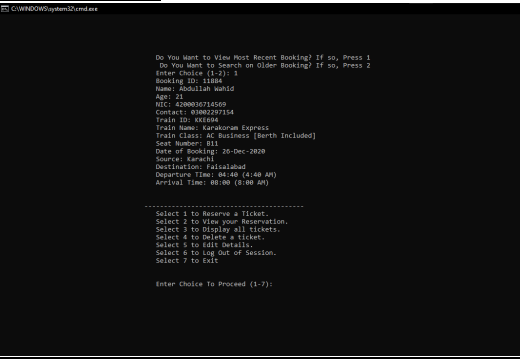 C:\WINDOWS\system32\cmd.exe
Do You Want to View Most Recent Booking? If so, Press 1
Do You Want to Search on Older Booking? If so, Press 2
Enter Choice (1-2): 1
Booking ID: 11884
Name: Abdullah Wahid
Age: 21
NIC: 4200036714569
Contact: 03002297154
Train ID: KKE694
Train Name: Karakoram Express
Train Class: AC Business [Berth Included]
Seat Number: B11
Date of Booking: 26-Dec-2020
Source: Karachi
Destination: Faisalabad
Departure TIme: 04:40 (4:40 AM)
Arrival Time: 08:00 (8:00 AM)
----------------------------------------
Select 1 to Reserve a Ticket.
Select 2 to View your Reservation.
Select 3 to Display all tickets.
Select 4 to Delete a ticket.
Select 5 to Edit Details.
Select 6 to Log Out of Session.
Select 7 to Exit
Enter Choice To Proceed (1-7):